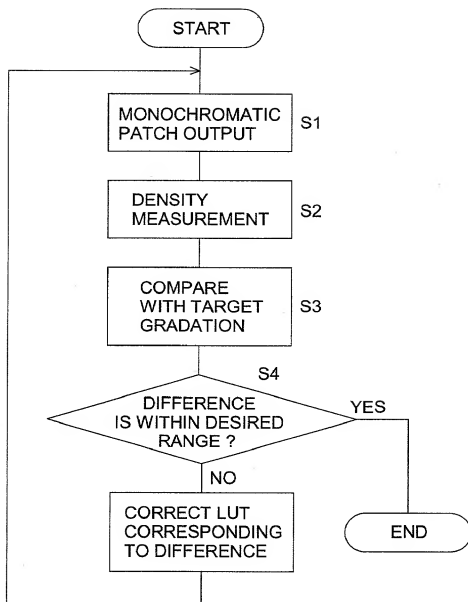 START
MONOCHROMATIC
PATCH OUTPUT
S1
DENSITY
MEASUREMENT
S2
COMPARE
WITH TARGET
GRADATION
S3
S4
DIFFERENCE
IS WITHIN DESIRED
RANGE ?
YES
NO
CORRECT LUT
CORRESPONDING
TO DIFFERENCE
END